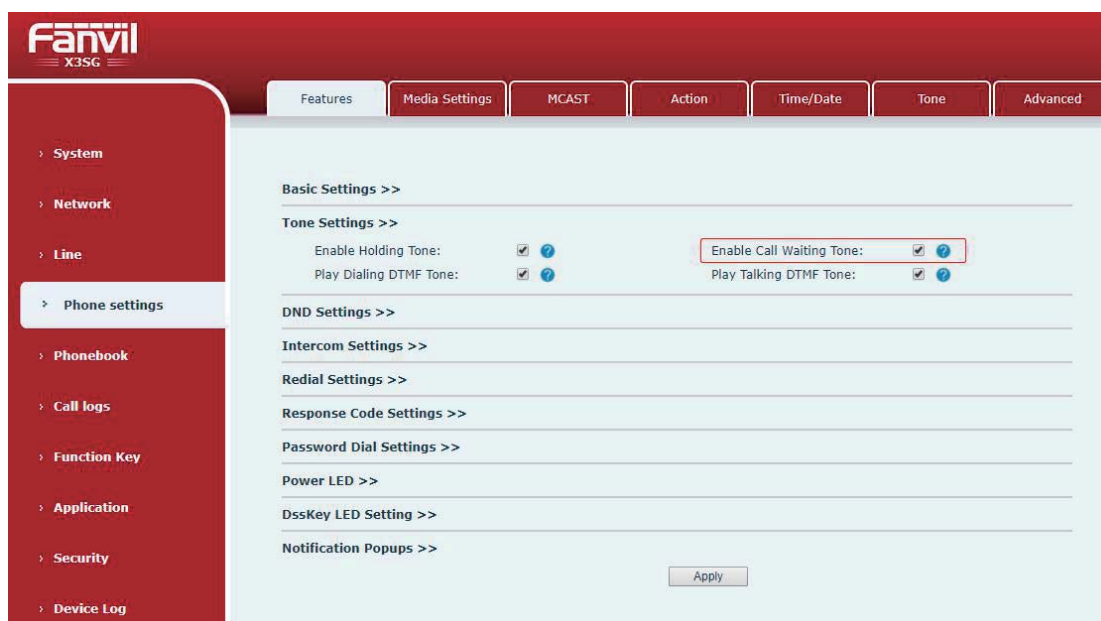 Fanvil
X3SG
Features Media Settings MCAST Action Time/Date Tone Advanced
› System
› Network
› Line
› Phone settings
› Phonebook
› Call logs
› Function Key
› Application
› Security
› Device Log
Basic Settings >>
Tone Settings >>
Enable Holding Tone: ? Enable Call Waiting Tone: ?
Play Dialing DTMF Tone: ? Play Talking DTMF Tone: ?
DND Settings >>
Intercom Settings >>
Redial Settings >>
Response Code Settings >>
Password Dial Settings >>
Power LED >>
DssKey LED Setting >>
Notification Popups >>
Apply